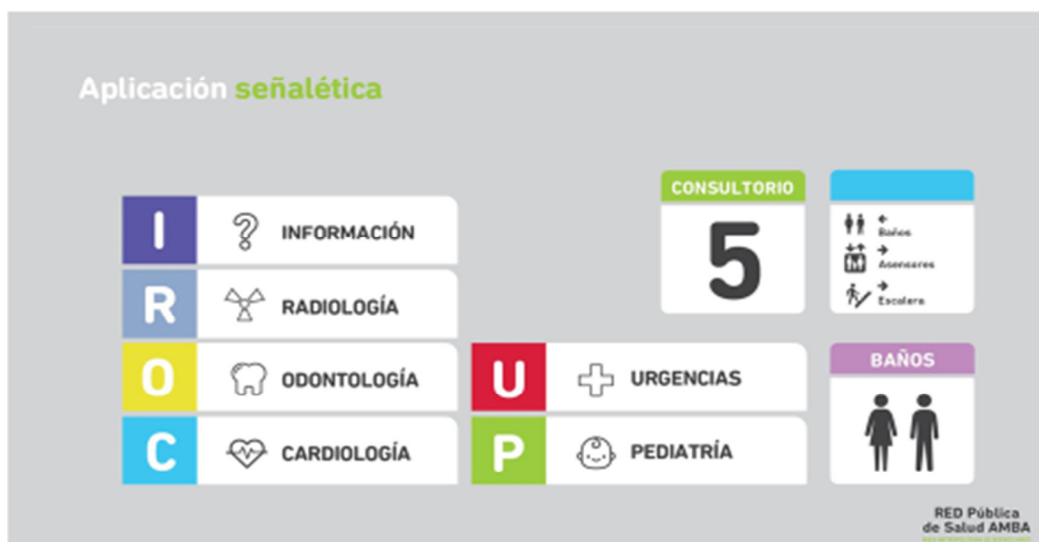 Aplicación señalética
I INFORMACIÓN
R RADIOLOGÍA
O ODONTOLOGÍA
C CARDIOLOGÍA
U URGENCIAS
P PEDIATRÍA
CONSULTORIO
5
Baños
Ascensores
Escalera
BAÑOS
RED Pública
de Salud AMBA